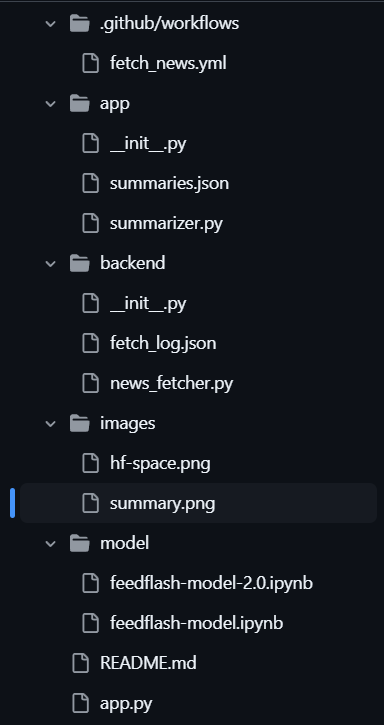 .github/workflows
fetch_news.yml
app
__init__.py
summaries.json
summarizer.py
backend
__init__.py
fetch_log.json
news_fetcher.py
images
hf-space.png
summary.png
model
feedflash-model-2.0.ipynb
feedflash-model.ipynb
README.md
app.py